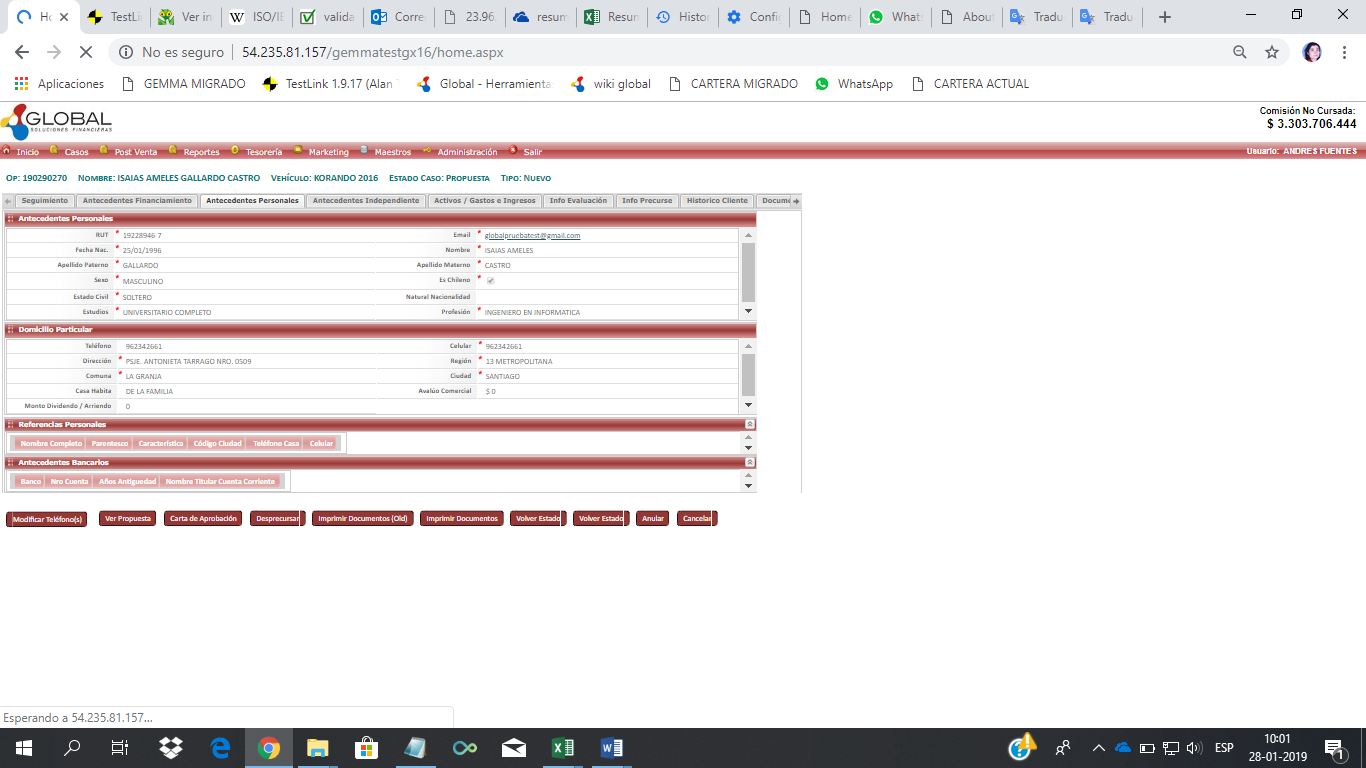 Ho
TestLi
Ver in
ISO/IE
valida
Corre
23.96
resum
Resun
Histor
Config
Home
Whats
About
Tradu
Tradu
No es seguro 54.235.81.157/gemmatestgx16/home.aspx
Aplicaciones GEMMA MIGRADO TestLink 1.9.17 (Alan Global - Herramienta wiki global CARTERA MIGRADO WhatsApp CARTERA ACTUAL
GLOBAL
SOLUCIONES FINANCIERAS
Comisión No Cursada:
$ 3.303.706.444
Inicio Casos Post Venta Reportes Tesorería Marketing Maestros Administración Salir Usuario: ANDRES FUENTES
OP: 190290270 NOMBRE: ISAIAS AMELES GALLARDO CASTRO VEHÍCULO: KORANDO 2016 ESTADO CASO: PROPUESTA TIPO: NUEVO
Seguimiento Antecedentes Financiamiento Antecedentes Personales Antecedentes Independiente Activos / Gastos e Ingresos Info Evaluación Info Precurse Historico Cliente Docume
Antecedentes Personales
RUT * 19228946 7 Email * globalpruebatest@gmail.com
Fecha Nac. * 25/01/1996 Nombre * ISAIAS AMELES
Apellido Paterno * GALLARDO Apellido Materno * CASTRO
Sexo * MASCULINO Es Chileno *
Estado Civil * SOLTERO Natural Nacionalidad
Estudios * UNIVERSITARIO COMPLETO Profesión * INGENIERO EN INFORMATICA
Domicilio Particular
Teléfono 962342661 Celular * 962342661
Dirección * PSJE. ANTONIETA TARRAGO NRO. 0509 Región * 13 METROPOLITANA
Comuna * LA GRANJA Ciudad * SANTIAGO
Casa Habita DE LA FAMILIA Avalúo Comercial $ 0
Monto Dividendo / Arriendo 0
Referencias Personales
Nombre Completo Parentesco Característica Código Ciudad Teléfono Casa Celular
Antecedentes Bancarios
Banco Nro Cuenta Años Antiguedad Nombre Titular Cuenta Corriente
Modificar Teléfono(s) Ver Propuesta Carta de Aprobación Desprecursar Imprimir Documentos (Old) Imprimir Documentos Volver Estado Volver Estado Anular Cancelar
Esperando a 54.235.81.157...
ESP
10:01
28-01-2019
1